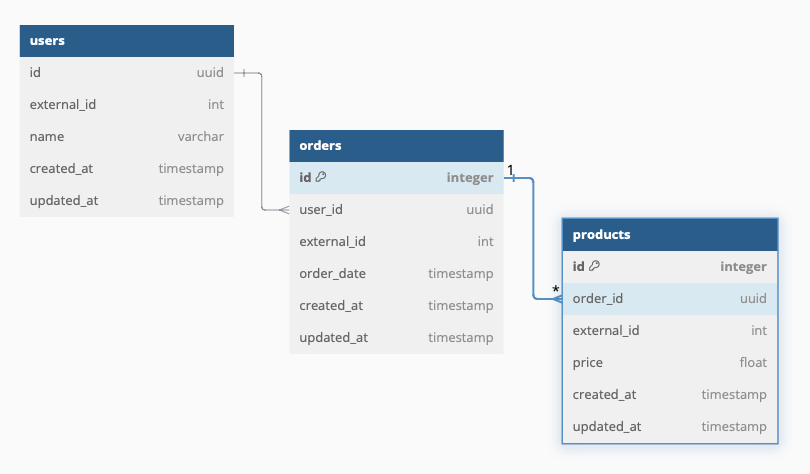 users
id uuid
external_id int
name varchar
created_at timestamp
updated_at timestamp
orders
id integer
user_id uuid
external_id int
order_date timestamp
created_at timestamp
updated_at timestamp
1
*
products
id integer
order_id uuid
external_id int
price float
created_at timestamp
updated_at timestamp